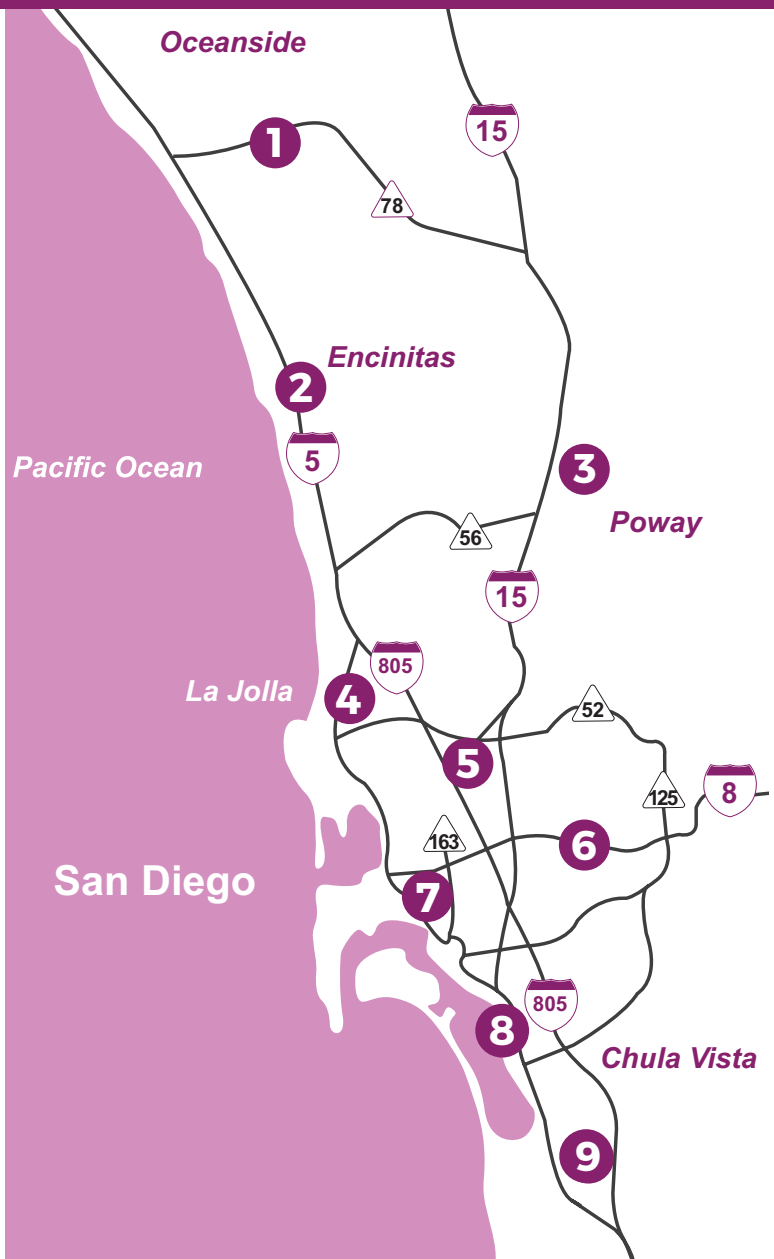 Oceanside
15
1
78
Encinitas
2
5
Pacific Ocean
3
Poway
56
15
805
La Jolla
4
52
5
125
8
163
6
San Diego
7
805
8
Chula Vista
9